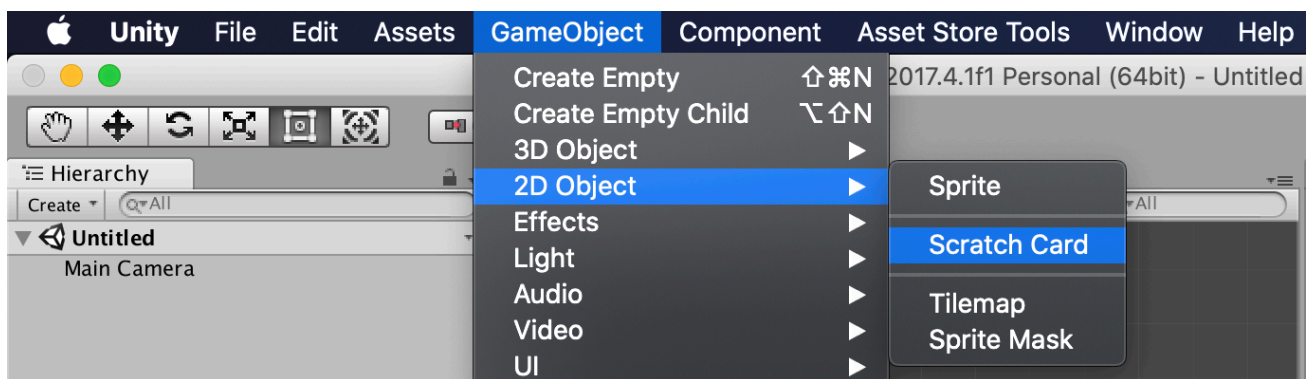 Unity File Edit Assets GameObject Component Asset Store Tools Window Help
2017.4.1f1 Personal (64bit) - Untitled
Create Empty ⇧⌘N
Create Empty Child ⌥⇧N
3D Object
Hierarchy
2D Object
Sprite
Create All
All
Untitled
Effects
Scratch Card
Main Camera
Light
Audio
Tilemap
Video
Sprite Mask
UI